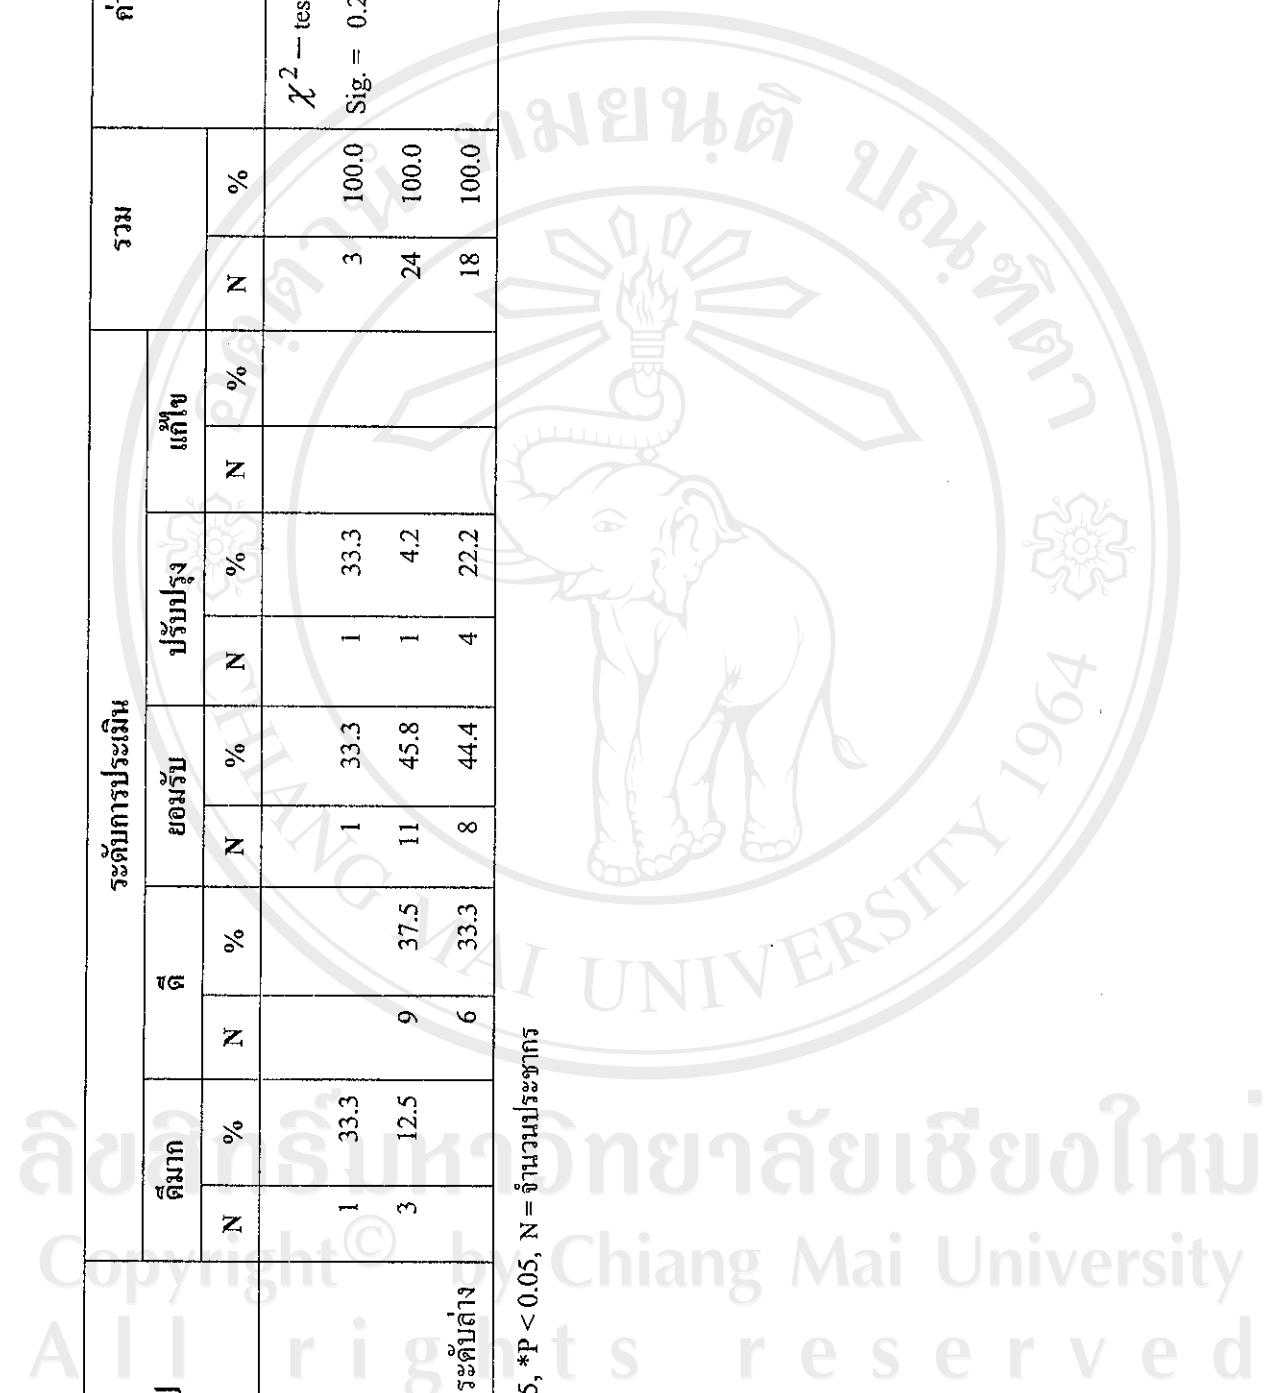 ระดับการประเมิน รวม
ดีมาก ดี ยอมรับ ปรับปรุง แก้ไข
N % N % N % N % N % N %
χ² – tes
1 33.3 1 33.3 1 33.3 3 100.0 Sig. = 0.2
3 12.5 9 37.5 11 45.8 1 4.2 24 100.0
ระดับล่าง 6 33.3 8 44.4 4 22.2 18 100.0
5, *P < 0.05, N = จำนวนประชากร
CHIANG MAI UNIVERSITY 1964
ลิขสิทธิ์มหาวิทยาลัยเชียงใหม่
Copyright© by Chiang Mai University
All rights reserved